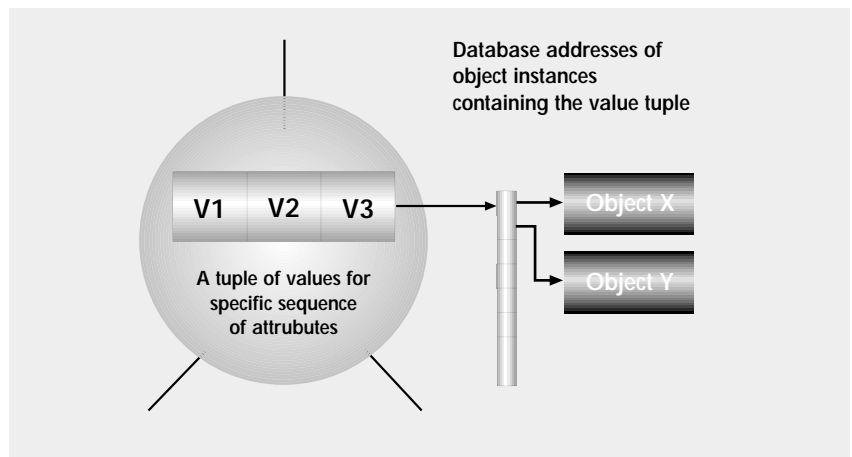 Database addresses of
object instances
containing the value tuple
V1 V2 V3
Object X
Object Y
A tuple of values for
specific sequence
of attrubutes